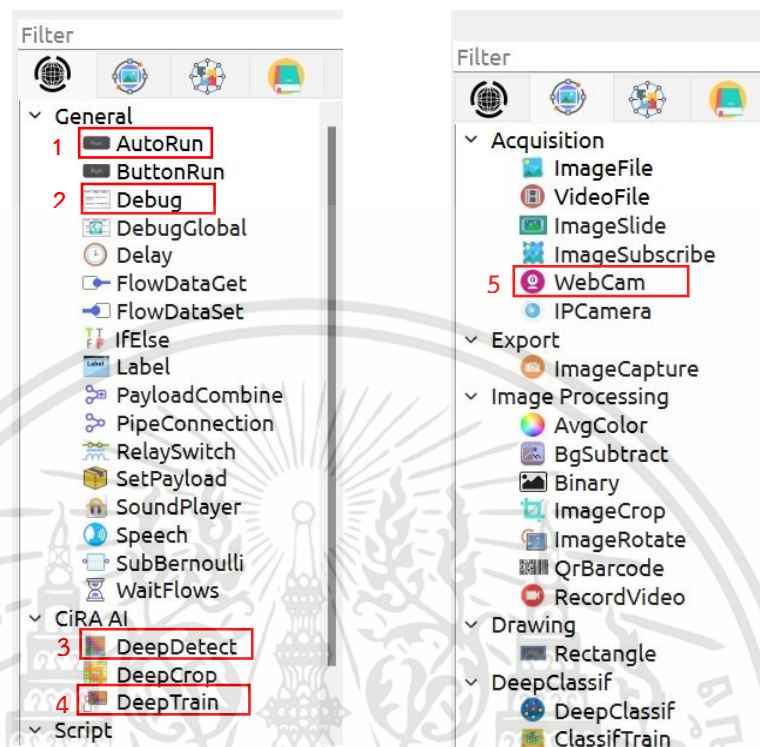 Filter
General
1 AutoRun
ButtonRun
2 Debug
DebugGlobal
Delay
FlowDataGet
FlowDataSet
IfElse
Label
PayloadCombine
PipeConnection
RelaySwitch
SetPayload
SoundPlayer
Speech
SubBernoulli
WaitFlows
CiRA AI
3 DeepDetect
DeepCrop
4 DeepTrain
Script
Filter
Acquisition
ImageFile
VideoFile
ImageSlide
ImageSubscribe
5 WebCam
IPCamera
Export
ImageCapture
Image Processing
AvgColor
BgSubtract
Binary
ImageCrop
ImageRotate
QrBarcode
RecordVideo
Drawing
Rectangle
DeepClassif
DeepClassif
ClassifTrain